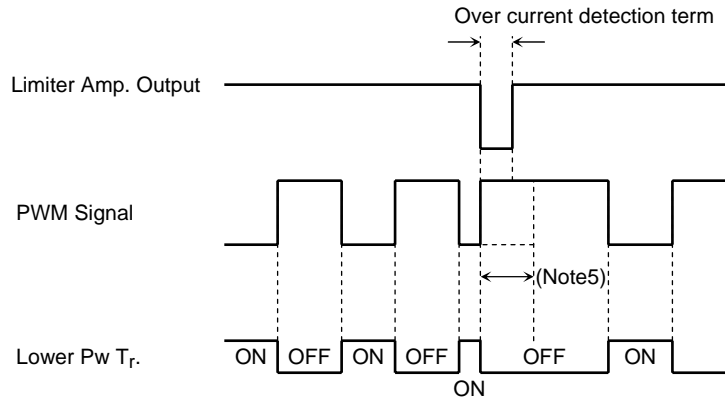 Over current detection term
Limiter Amp. Output
PWM Signal
(Note5)
Lower Pw Tr.
ON OFF ON OFF OFF ON
ON